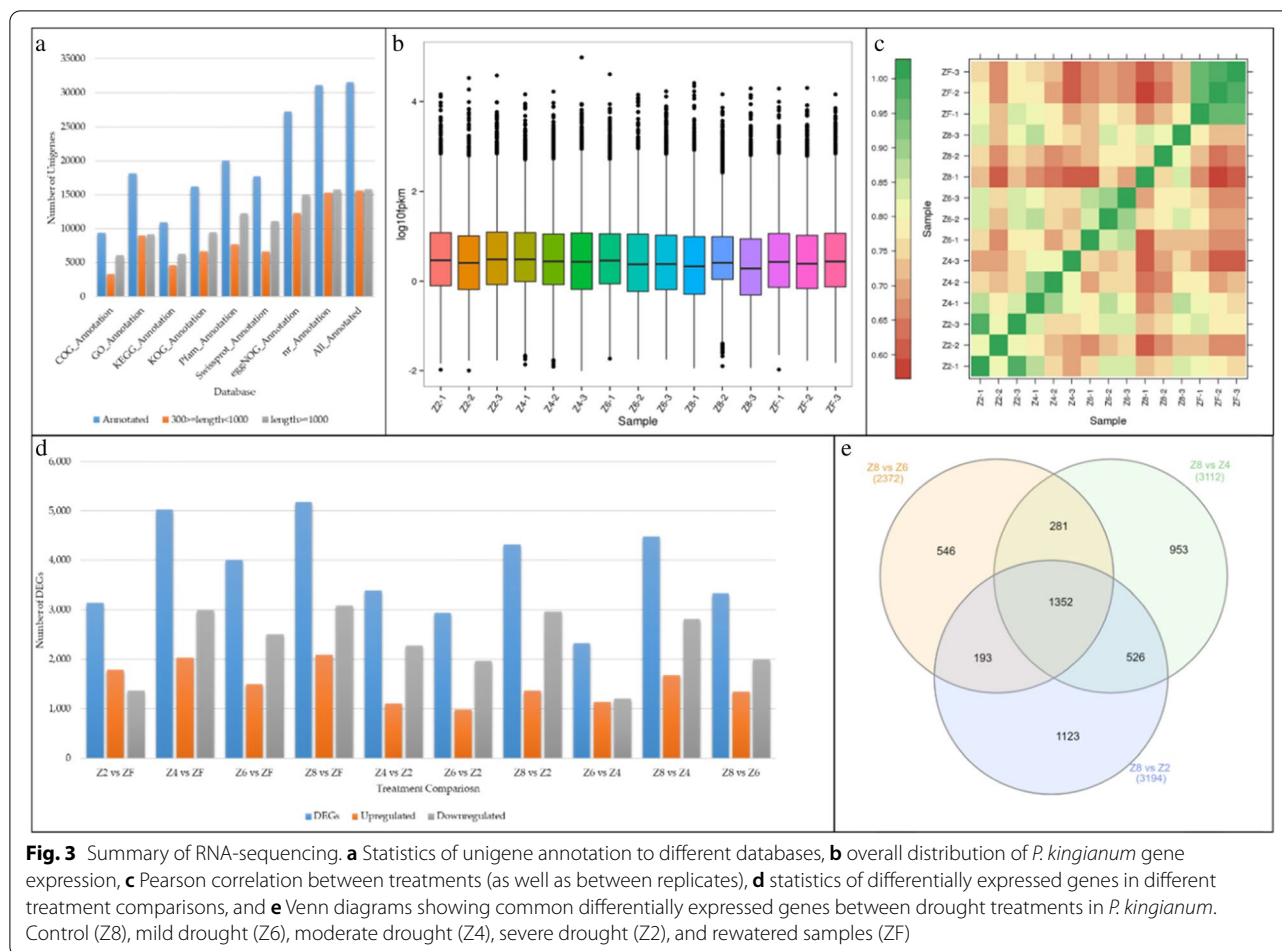 a
35000
30000
25000
20000
15000
10000
5000
0
Number of Unigenes
COG_Annotation
GO_Annotation
KEGG_Annotation
KOG_Annotation
Pfam_Annotation
Swissprot_Annotation
eggNOG_Annotation
nr_Annotation
All_Annotated
Database
Annotated
300>=length<1000
length>=1000
b
4
2
0
-2
log10fpkm
Z2-1
Z2-2
Z2-3
Z4-1
Z4-2
Z4-3
Z6-1
Z6-2
Z6-3
Z8-1
Z8-2
Z8-3
ZF-1
ZF-2
ZF-3
Sample
c
1.00
0.95
0.90
0.85
0.80
0.75
0.70
0.65
0.60
Sample
ZF-3
ZF-2
ZF-1
Z8-3
Z8-2
Z8-1
Z6-3
Z6-2
Z6-1
Z4-3
Z4-2
Z4-1
Z2-3
Z2-2
Z2-1
Z2-1
Z2-2
Z2-3
Z4-1
Z4-2
Z4-3
Z6-1
Z6-2
Z6-3
Z8-1
Z8-2
Z8-3
ZF-1
ZF-2
ZF-3
Sample
d
6,000
5,000
4,000
3,000
2,000
1,000
0
Number of DEGs
Z2 vs ZF
Z4 vs ZF
Z6 vs ZF
Z8 vs ZF
Z4 vs Z2
Z6 vs Z2
Z8 vs Z2
Z6 vs Z4
Z8 vs Z4
Z8 vs Z6
Treatment Compariosn
DEGs
Upregulated
Downregulated
e
Z8 vs Z6
(2372)
Z8 vs Z4
(3112)
281
546
953
1352
193
526
1123
Z8 vs Z2
(3194)
Fig. 3 Summary of RNA-sequencing. a Statistics of unigene annotation to different databases, b overall distribution of P. kingianum gene
expression, c Pearson correlation between treatments (as well as between replicates), d statistics of differentially expressed genes in different
treatment comparisons, and e Venn diagrams showing common differentially expressed genes between drought treatments in P. kingianum.
Control (Z8), mild drought (Z6), moderate drought (Z4), severe drought (Z2), and rewatered samples (ZF)